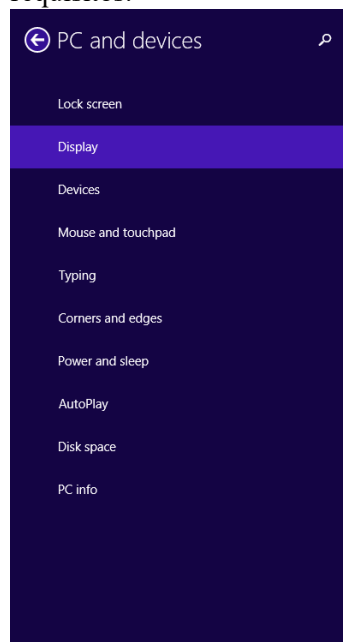 PC and devices
Lock screen
Display
Devices
Mouse and touchpad
Typing
Corners and edges
Power and sleep
AutoPlay
Disk space
PC info